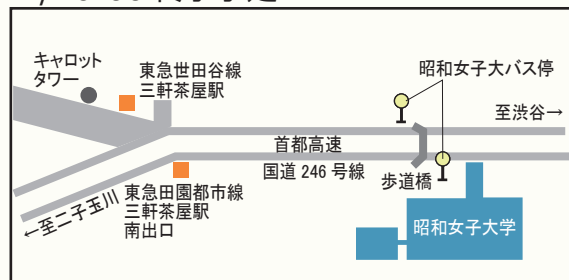 キャロット
タワー
東急世田谷線
三軒茶屋駅
昭和女子大バス停
至渋谷→
首都高速
国道 246 号線
歩道橋
東急田園都市線
三軒茶屋駅
南出口
←至二子玉川
昭和女子大学